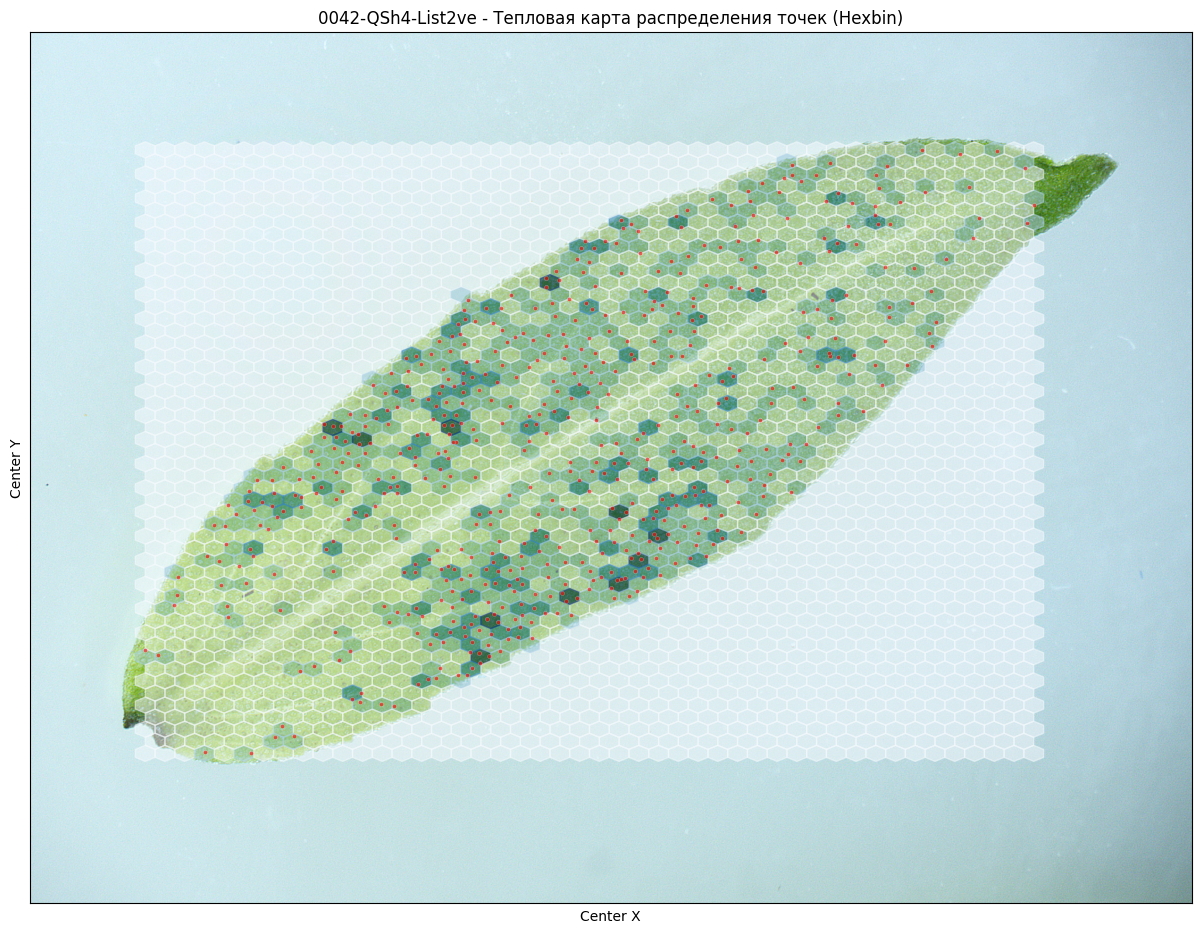 0042-QSh4-List2ve - Тепловая карта распределения точек (Hexbin)
Center Y
Center X